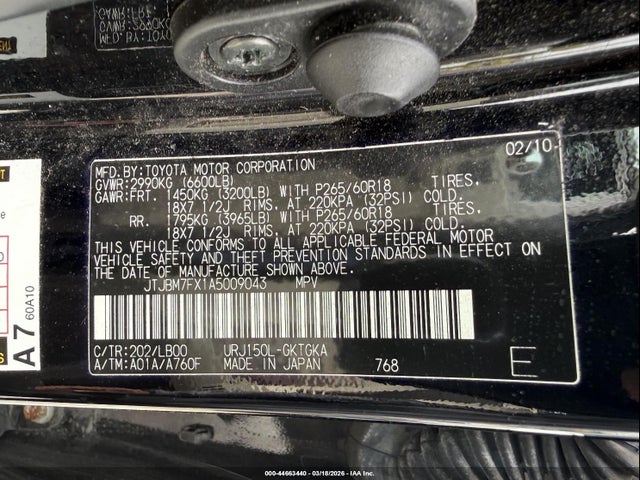 MFD.BY:TOYOTA MOTOR CORPORATION 02/10
GVWR:2990KG (6600LB)
GAWR:FRT. 1450KG (3200LB) WITH P265/60R18 TIRES.
18X7 1/2J RIMS. AT 220KPA (32PSI) COLD.
RR. 1795KG (3965LB) WITH P265/60R18 TIRES.
18X7 1/2J RIMS. AT 220KPA (32PSI) COLD.
THIS VEHICLE CONFORMS TO ALL APPLICABLE FEDERAL MOTOR
VEHICLE SAFETY AND THEFT PREVENTION STANDARDS IN EFFECT ON
THE DATE OF MANUFACTURE SHOWN ABOVE.
JTJBM7FX1A5009043 MPV
C/TR:202/LB00 URJ150L-GKTGKA
A/TM:A01A/A760F MADE IN JAPAN 768 E
A7
60A10
000-44663440 - 03/18/2026 - IAA Inc.